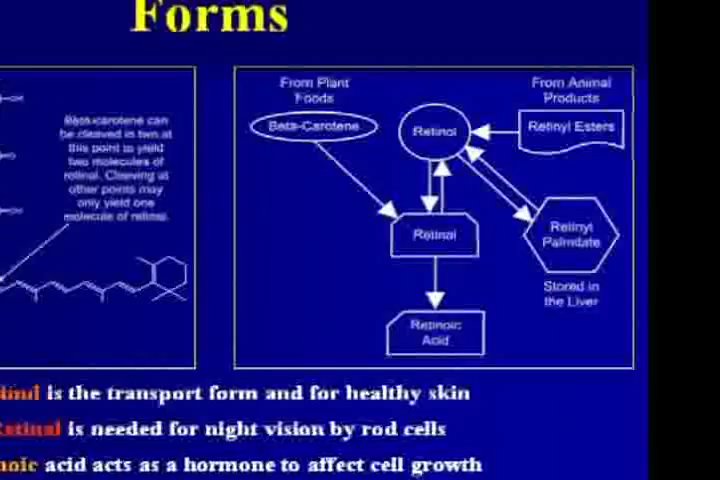 Forms
Beta-carotene can
be cleaved in two at
this point to yield
two molecules of
retinal. Cleaving at
other points may
only yield one
molecule of retinal.
From Plant
Foods
Beta-Carotene
Retinol
From Animal
Products
Retinyl Esters
Retinal
Retinyl
Palmitate
Stored in
the Liver
Retinoic
Acid
is the transport form and for healthy skin
Retinal is needed for night vision by rod cells
noic acid acts as a hormone to affect cell growth